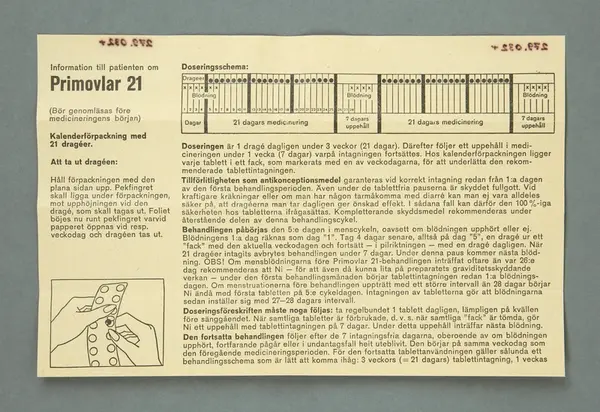 Information till patienten om
Primovlar 21
(Bör genomläsas före
medicineringens början)
Kalenderförpackning med
21 dragéer.
Att ta ut dragéen:
Håll förpackningen med den
plana sidan upp. Pekfingret
skall ligga under förpackningen,
mot upphöjningen vid den
dragé, som skall tagas ut. Foliet
böjes nu runt pekfingret varvid
papperet öppnas vid resp.
veckodag och dragéen tas ut.
Doseringsschema:
Dragéer
Blödning
Blödning
Blödning
Dagar
21 dagars medicinering
7 dagars
uppehåll
21 dagars medicinering
7 dagars
uppehåll
Doseringen är 1 dragé dagligen under 3 veckor (21 dagar). Därefter följer ett uppehåll i medi-
cineringen under 1 vecka (7 dagar) varpå intagningen fortsättes. Hos kalenderförpackningen ligger
varje tablett i ett fack, som markerats med en av veckodagarna, för att underlätta den rekom-
menderade tablettintagningen.
Tillförlitligheten som antikonceptionsmedel garanteras vid korrekt intagning redan från 1:a dagen
av den första behandlingsperioden. Även under de tablettfria pauserna är skyddet fullgott. Vid
kraftigare kräkningar eller om man har någon tarmåkomma med diarré kan man ej vara alldeles
säker på, att dragéerna man tar dagligen ger önskad effekt. I sådana fall kan därför den 100%-iga
säkerheten hos tabletterna ifrågasättas. Kompletterande skyddsmedel rekommenderas under
återstående delen av denna behandlingscykel.
Behandlingen påbörjas den 5:e dagen i menscykeln, oavsett om blödningen upphört eller ej.
Blödningens 1:a dag räknas som dag "1". Tag 4 dagar senare, alltså på dag "5", en dragé ur ett
"fack" med den aktuella veckodagen och fortsätt – i pilriktningen – med en dragé dagligen. När
21 dragéer intagits avbrytes behandlingen under 7 dagar. Under denna paus kommer nästa blöd-
ning. OBS! Om mensblödningarna före Primovlar 21-behandlingen inträffat oftare än var 26:e
dag rekommenderas att Ni – för att även då kunna lita på preparatets graviditetsskyddande
verkan – under den första behandlingsmånaden börjar tablettintagningen redan 1:a blödnings-
dagen. Om menstruationerna före behandlingen uppträtt med ett större intervall än 28 dagar börjar
Ni ändå med första tabletten på 5:e cykeldagen. Intagningen av tabletterna gör att blödningarna
sedan inställer sig med 27–28 dagars intervall.
Doseringsföreskriften måste noga följas: ta regelbundet 1 tablett dagligen, lämpligen på kvällen
före sänggåendet. När samtliga tabletter är förbrukade, d. v. s. när samtliga "fack" är tömda, gör
Ni ett uppehåll med tablettintagningen på 7 dagar. Under detta uppehåll inträffar nästa blödning.
Den fortsatta behandlingen följer efter de 7 intagningsfria dagarna, oberoende av om blödningen
upphört, fortfarande pågår eller i undantagsfall helt uteblivit. Den börjar på samma veckodag som
den föregående medicineringsperioden. För den fortsatta tablettanvändningen gäller sålunda ett
behandlingsschema som är lätt att komma ihåg: 3 veckors (= 21 dagars) tablettintagning, 1 veckas